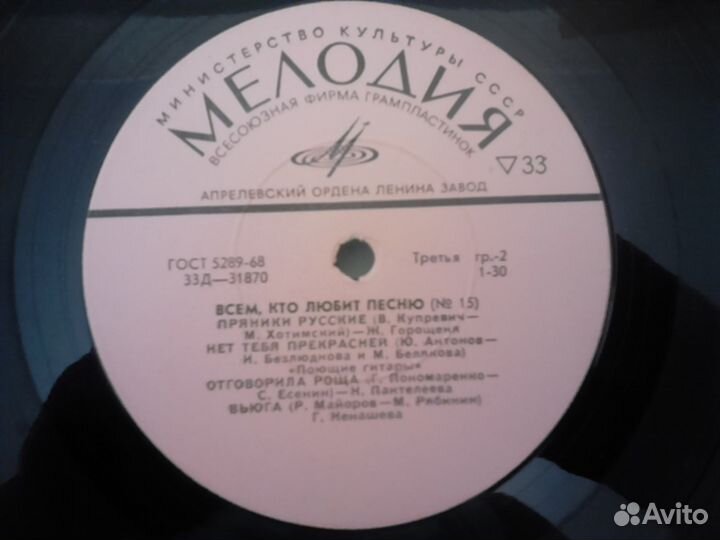 МИНИСТЕРСТВО КУЛЬТУРЫ СССР
МЕЛОДИЯ
ВСЕСОЮЗНАЯ ФИРМА ГРАМПЛАСТИНОК
▽33
АПРЕЛЕВСКИЙ ОРДЕНА ЛЕНИНА ЗАВОД
ГОСТ 5289-68
33Д—31870
Третья гр.-2
1-30
ВСЕМ, КТО ЛЮБИТ ПЕСНЮ (№ 15)
ПРЯНИКИ РУССКИЕ (В. Купревич—
М. Хотимский)—Ж. Горощеня
НЕТ ТЕБЯ ПРЕКРАСНЕЙ (Ю. Антонов—
И. Безлюднова и М. Белякова)
«Поющие гитары»
ОТГОВОРИЛА РОЩА (Г. Пономаренко—
С. Есенин)—Н. Пантелеева
ВЬЮГА (Р. Майоров—М. Рябинин)
Г. Ненашева
Avito